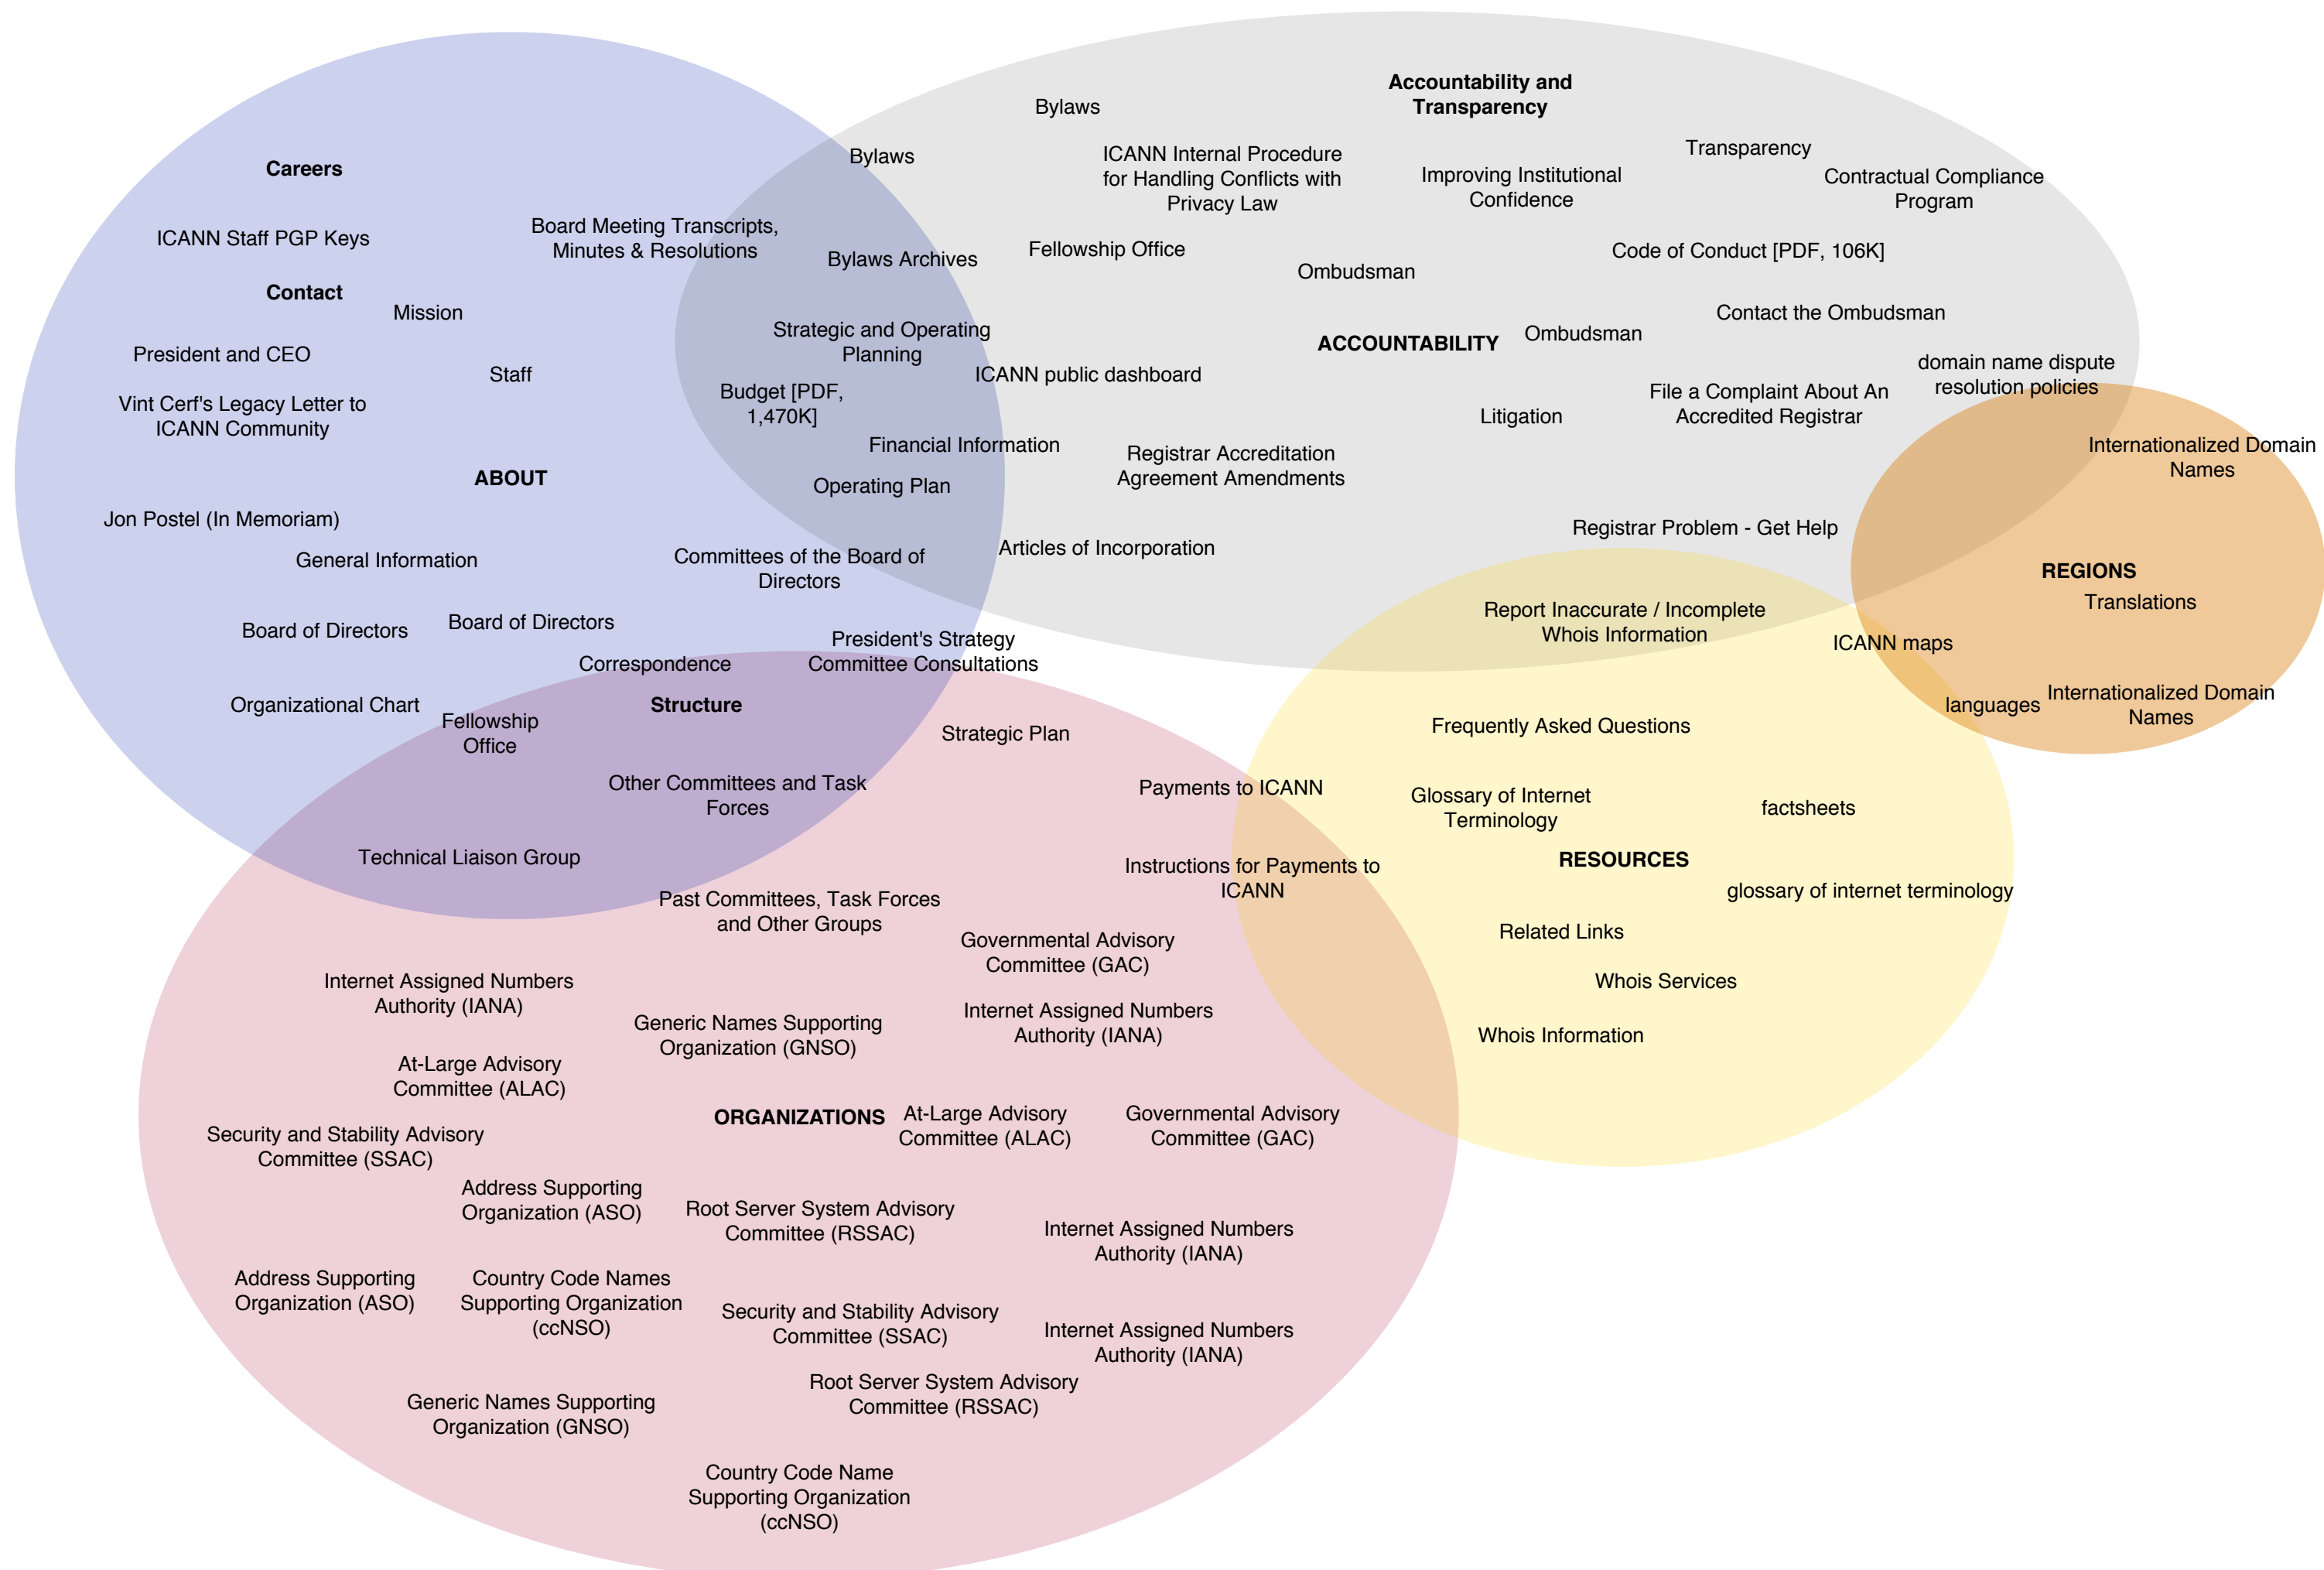 Accountability and
Transparency
Bylaws
Bylaws
ICANN Internal Procedure
for Handling Conflicts with
Privacy Law
Improving Institutional
Confidence
Transparency
Contractual Compliance
Program
Careers
ICANN Staff PGP Keys
Board Meeting Transcripts,
Minutes & Resolutions
Bylaws Archives
Fellowship Office
Ombudsman
Code of Conduct [PDF, 106K]
Contact
Mission
President and CEO
Staff
Vint Cerf's Legacy Letter to
ICANN Community
Strategic and Operating
Planning
ICANN public dashboard
Budget [PDF,
1,470K]
Financial Information
Operating Plan
ACCOUNTABILITY
Ombudsman
Contact the Ombudsman
domain name dispute
resolution policies
Litigation
File a Complaint About An
Accredited Registrar
Registrar Accreditation
Agreement Amendments
Internationalized Domain
Names
ABOUT
Jon Postel (In Memoriam)
General Information
Committees of the Board of
Directors
Articles of Incorporation
Registrar Problem - Get Help
REGIONS
Translations
Board of Directors
Board of Directors
Correspondence
President's Strategy
Committee Consultations
Report Inaccurate / Incomplete
Whois Information
ICANN maps
languages
Internationalized Domain
Names
Organizational Chart
Fellowship
Office
Structure
Strategic Plan
Frequently Asked Questions
Other Committees and Task
Forces
Payments to ICANN
Glossary of Internet
Terminology
factsheets
Technical Liaison Group
Instructions for Payments to
ICANN
RESOURCES
glossary of internet terminology
Past Committees, Task Forces
and Other Groups
Governmental Advisory
Committee (GAC)
Related Links
Whois Services
Whois Information
Internet Assigned Numbers
Authority (IANA)
Generic Names Supporting
Organization (GNSO)
Internet Assigned Numbers
Authority (IANA)
At-Large Advisory
Committee (ALAC)
ORGANIZATIONS
At-Large Advisory
Committee (ALAC)
Governmental Advisory
Committee (GAC)
Security and Stability Advisory
Committee (SSAC)
Address Supporting
Organization (ASO)
Root Server System Advisory
Committee (RSSAC)
Internet Assigned Numbers
Authority (IANA)
Address Supporting
Organization (ASO)
Country Code Names
Supporting Organization
(ccNSO)
Security and Stability Advisory
Committee (SSAC)
Internet Assigned Numbers
Authority (IANA)
Root Server System Advisory
Committee (RSSAC)
Generic Names Supporting
Organization (GNSO)
Country Code Name
Supporting Organization
(ccNSO)